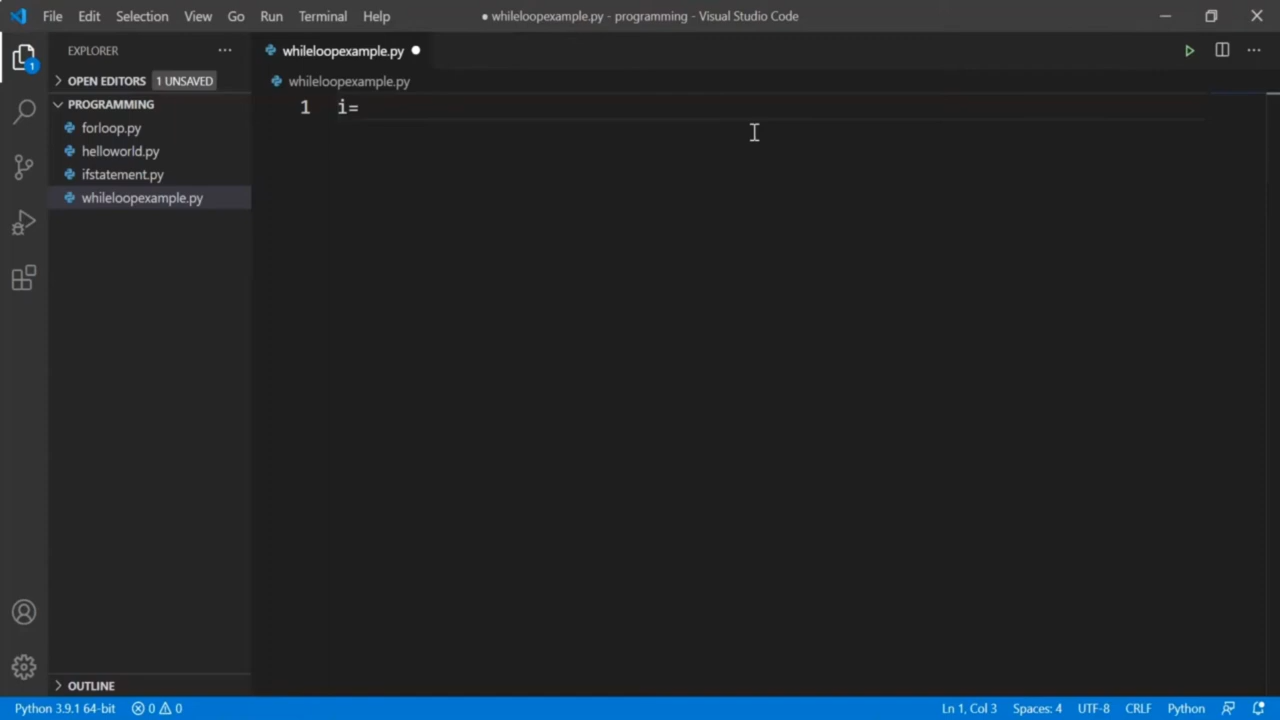 File Edit Selection View Go Run Terminal Help
● whileloopexample.py - programming - Visual Studio Code
EXPLORER
OPEN EDITORS 1 UNSAVED
PROGRAMMING
forloop.py
helloworld.py
ifstatement.py
whileloopexample.py
whileloopexample.py
whileloopexample.py
1 i=
1
OUTLINE
Python 3.9.1 64-bit 0 0 Ln 1, Col 3 Spaces: 4 UTF-8 CRLF Python